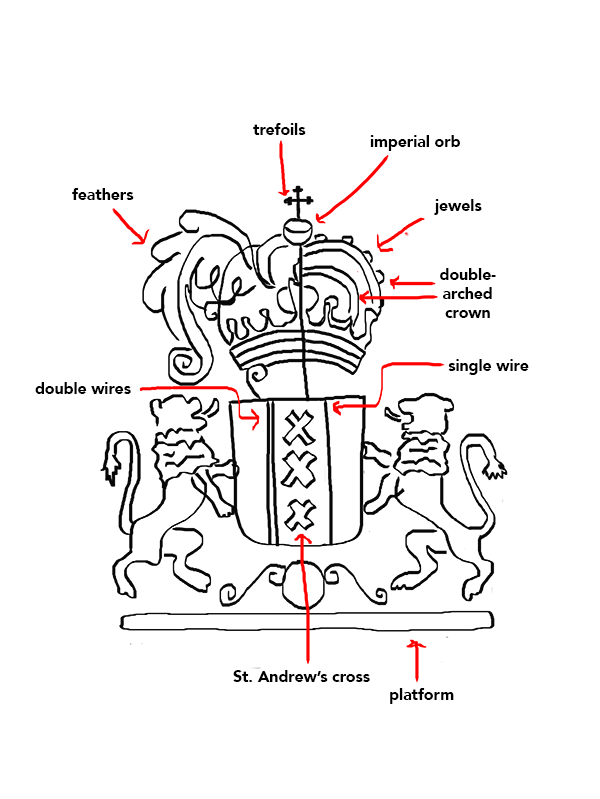 trefoils
imperial orb
feathers
jewels
double-
arched
crown
single wire
double wires
St. Andrew’s cross
platform